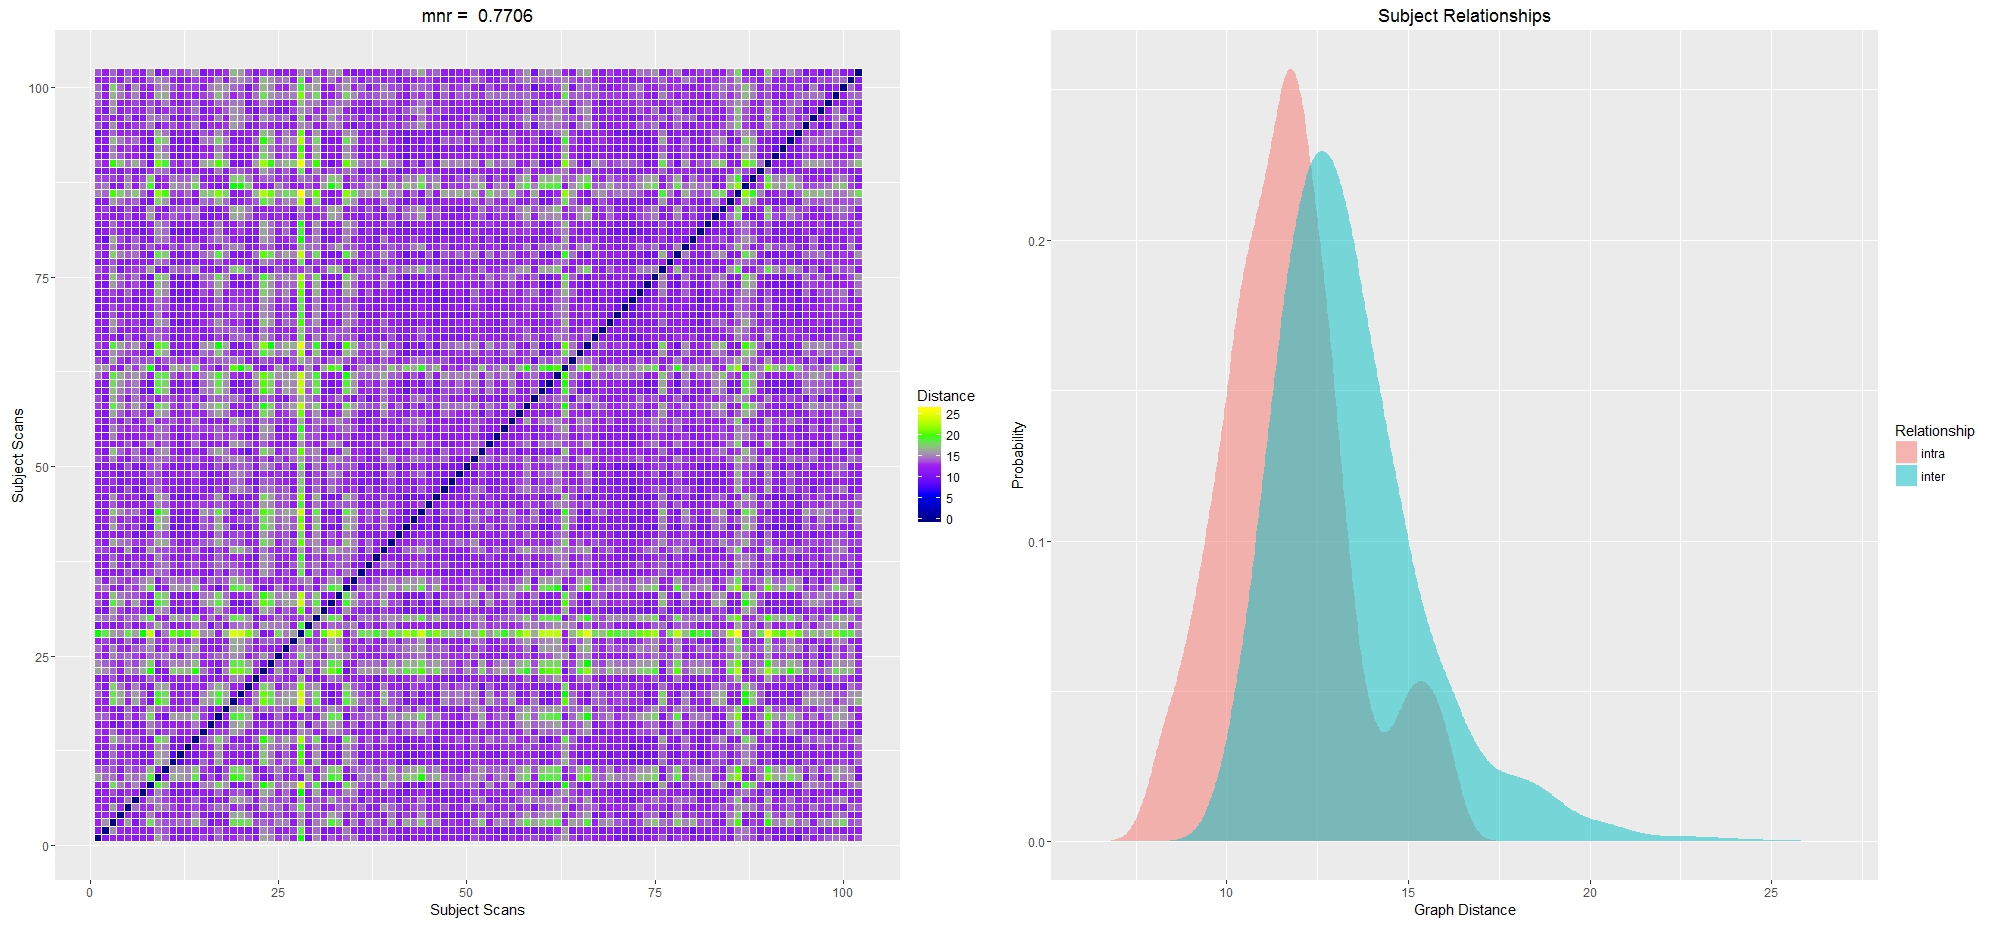 mnr =  0.7706
100
75
50
25
0
0
25
50
75
100
Subject Scans
Subject Scans
Distance
25
20
15
10
5
0
Subject Relationships
0.2
0.1
0.0
10
15
20
25
Graph Distance
Probability
Relationship
intra
inter